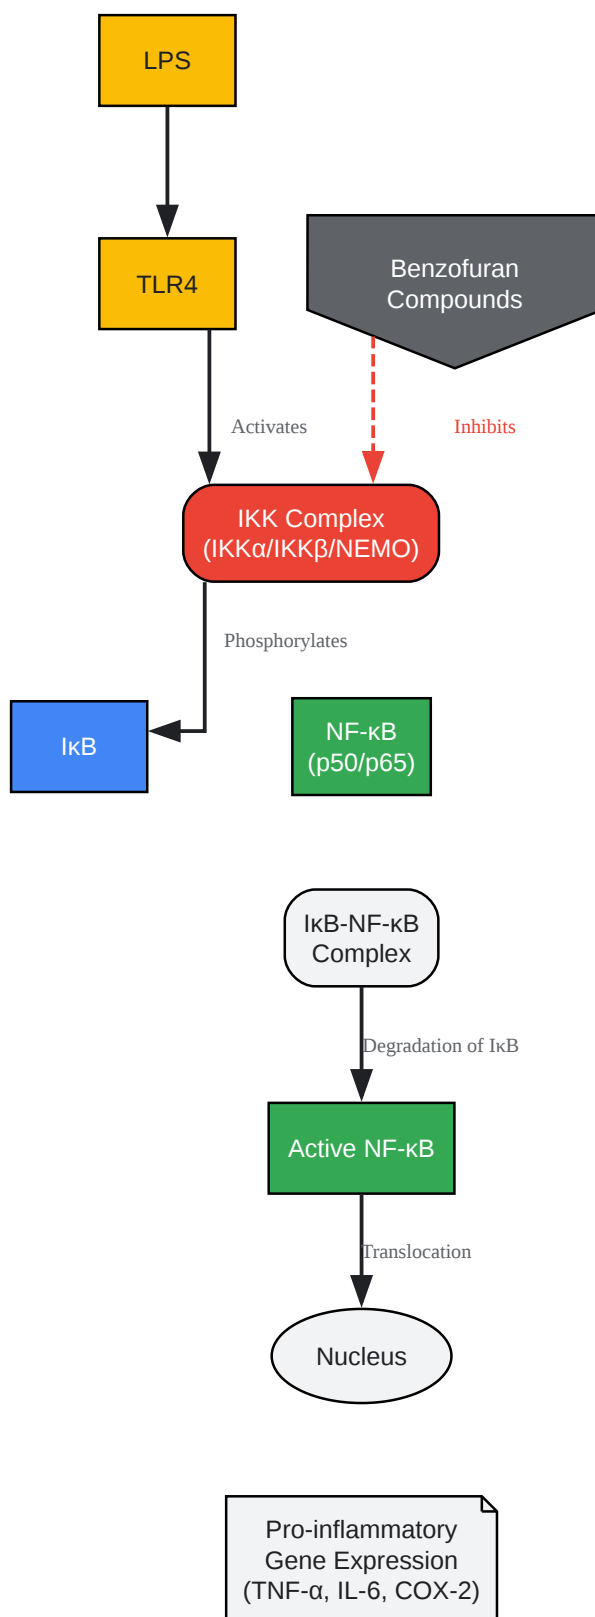 LPS
TLR4
Benzofuran
Compounds
Activates
Inhibits
IKK Complex
(IKKα/IKKβ/NEMO)
Phosphorylates
IκB
NF-κB
(p50/p65)
IκB-NF-κB
Complex
Degradation of IκB
Active NF-κB
Translocation
Nucleus
Pro-inflammatory
Gene Expression
(TNF-α, IL-6, COX-2)